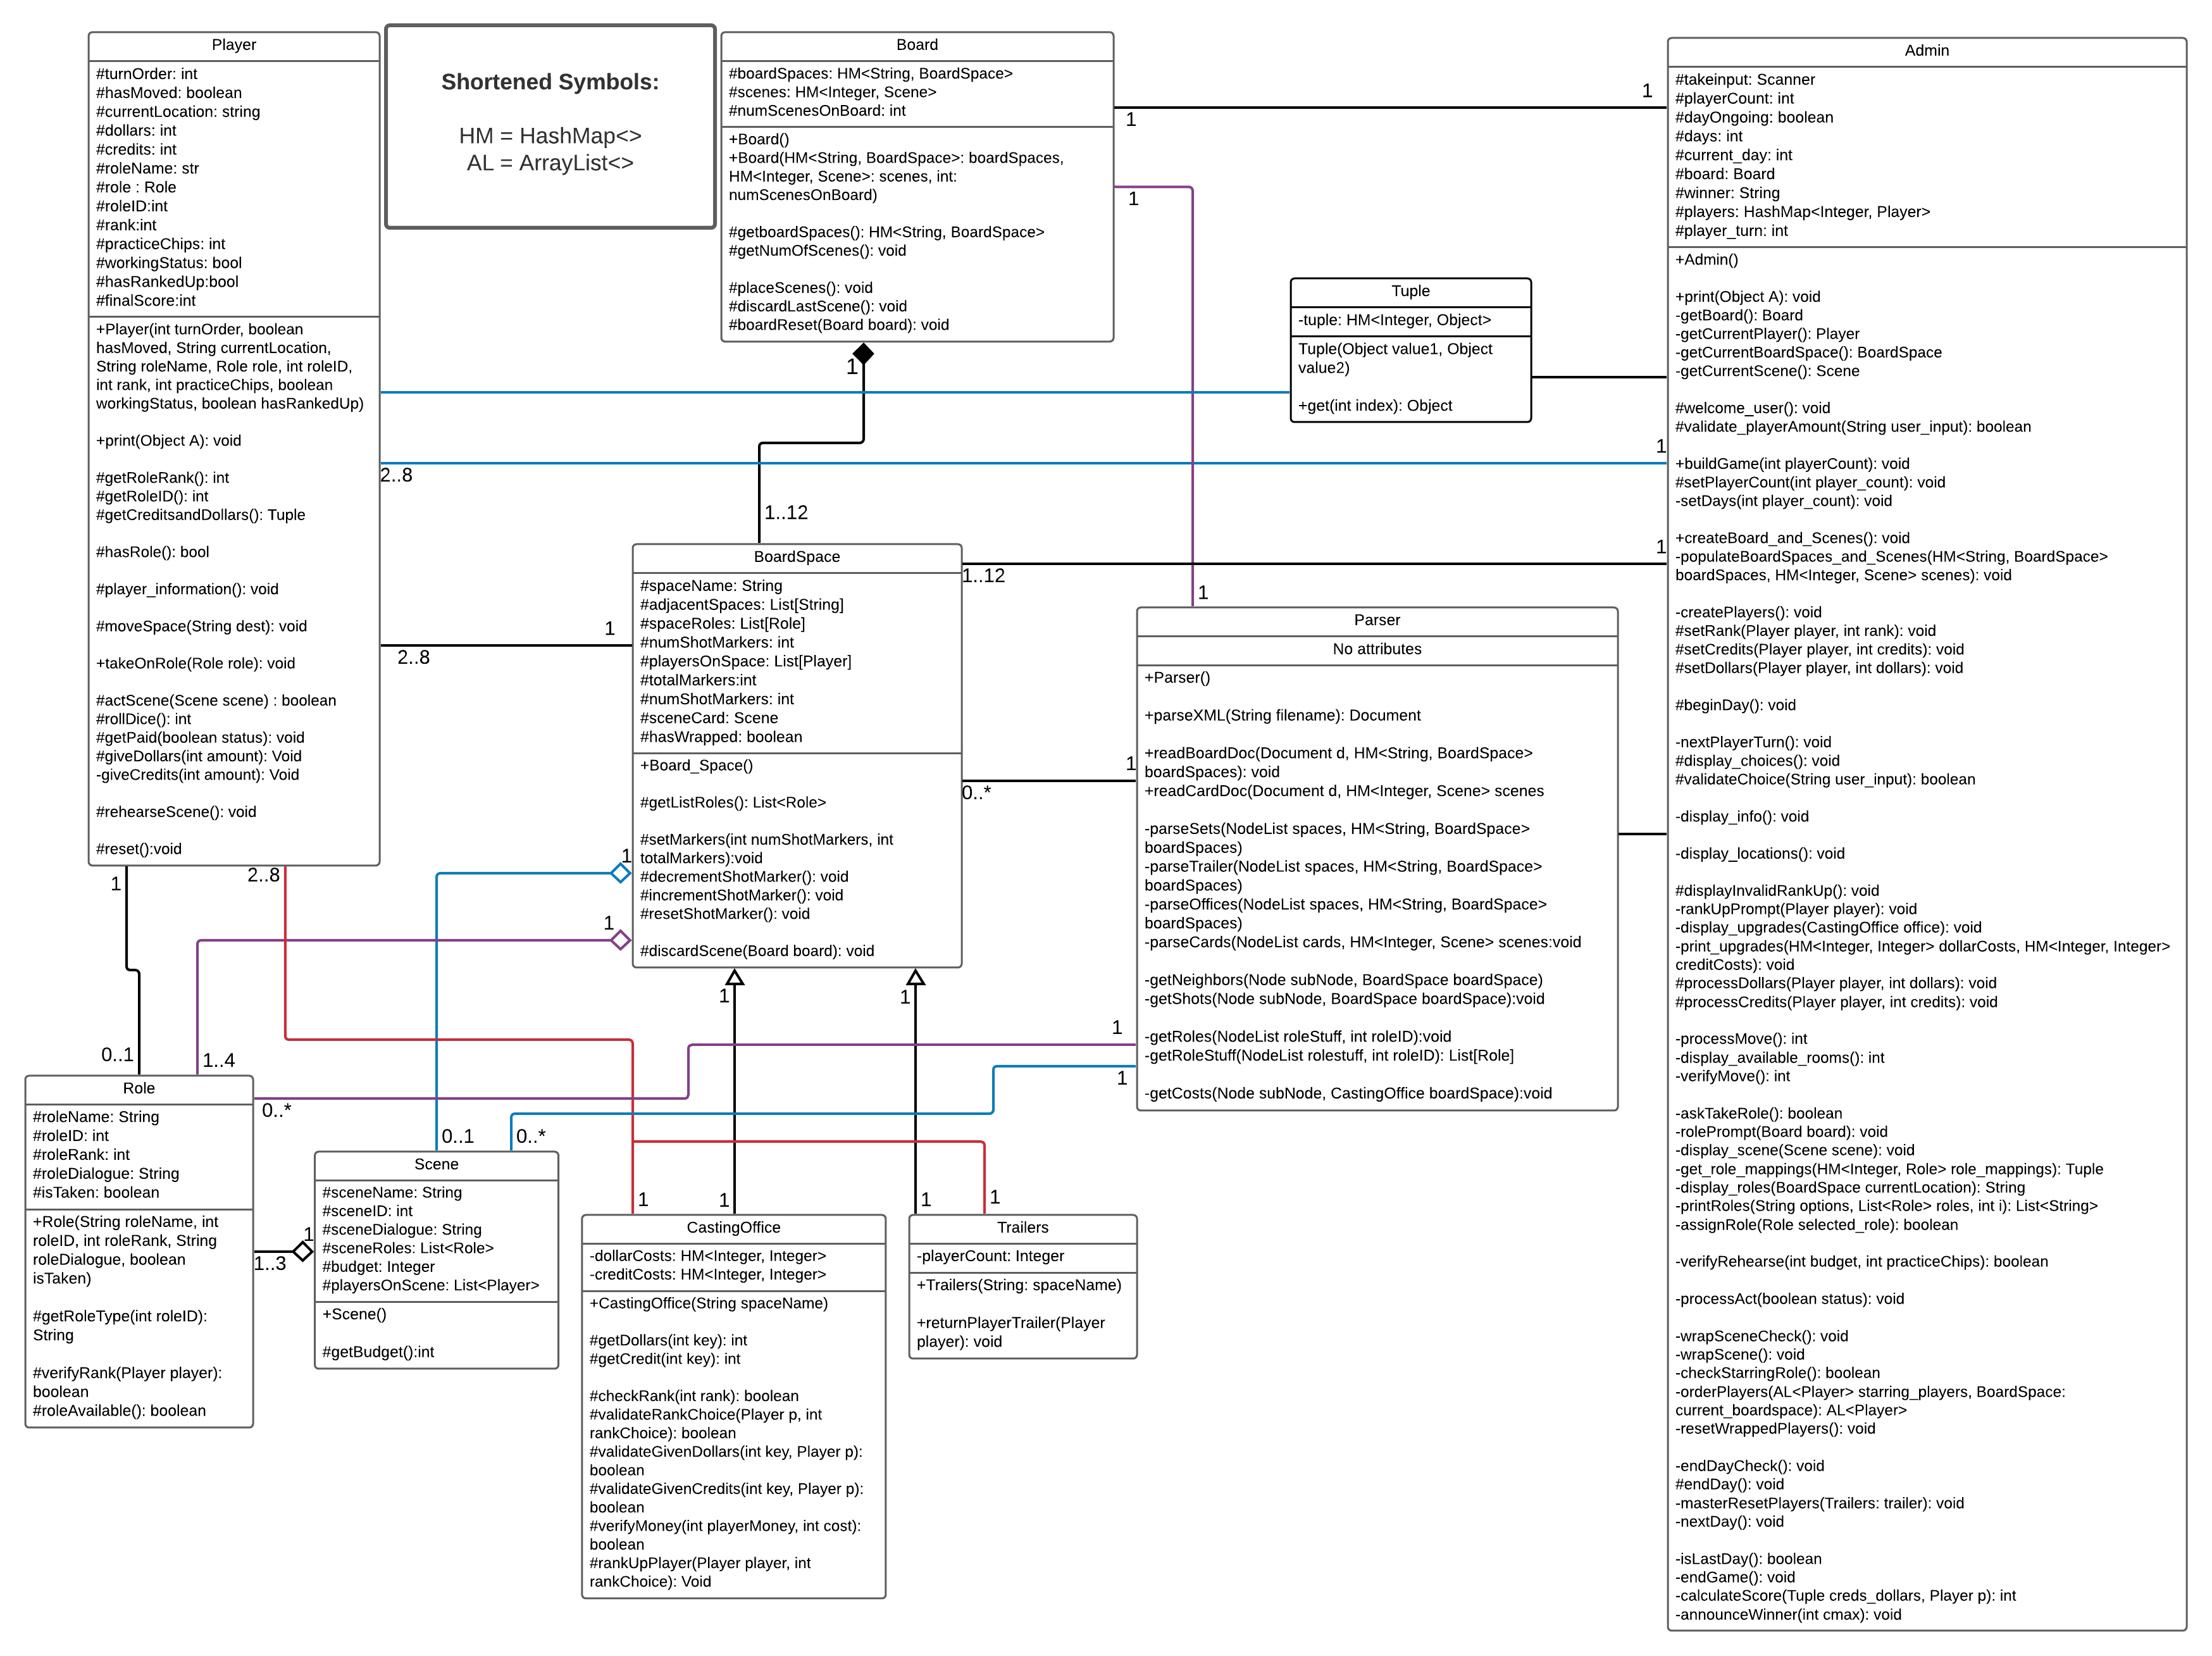 Player
#turnOrder: int
#hasMoved: boolean
#currentLocation: string
#dollars: int
#credits: int
#roleName: str
#role : Role
#roleID:int
#rank:int
#practiceChips: int
#workingStatus: bool
#hasRankedUp:bool
#finalScore:int
+Player(int turnOrder, boolean
hasMoved, String currentLocation,
String roleName, Role role, int roleID,
int rank, int practiceChips, boolean
workingStatus, boolean hasRankedUp)
+print(Object A): void
#getRoleRank(): int
#getRoleID(): int
#getCreditsandDollars(): Tuple
#hasRole(): bool
#player_information(): void
#moveSpace(String dest): void
+takeOnRole(Role role): void
#actScene(Scene scene) : boolean
#rollDice(): int
#getPaid(boolean status): void
#giveDollars(int amount): Void
-giveCredits(int amount): Void
#rehearseScene(): void
#reset():void
Shortened Symbols:
HM = HashMap<>
AL = ArrayList<>
Board
#boardSpaces: HM<String, BoardSpace>
#scenes: HM<Integer, Scene>
#numScenesOnBoard: int
+Board()
+Board(HM<String, BoardSpace>: boardSpaces,
HM<Integer, Scene>: scenes, int:
numScenesOnBoard)
#getboardSpaces(): HM<String, BoardSpace>
#getNumOfScenes(): void
#placeScenes(): void
#discardLastScene(): void
#boardReset(Board board): void
1
1
1
1
1
1..12
Tuple
-tuple: HM<Integer, Object>
Tuple(Object value1, Object
value2)
+get(int index): Object
2..8
1
1..12
1
2..8
1
0..*
1
BoardSpace
#spaceName: String
#adjacentSpaces: List[String]
#spaceRoles: List[Role]
#numShotMarkers: int
#playersOnSpace: List[Player]
#totalMarkers:int
#numShotMarkers: int
#sceneCard: Scene
#hasWrapped: boolean
+Board_Space()
#getListRoles(): List<Role>
#setMarkers(int numShotMarkers, int
totalMarkers):void
#decrementShotMarker(): void
#incrementShotMarker(): void
#resetShotMarker(): void
#discardScene(Board board): void
Parser
No attributes
+Parser()
+parseXML(String filename): Document
+readBoardDoc(Document d, HM<String, BoardSpace>
boardSpaces): void
+readCardDoc(Document d, HM<Integer, Scene> scenes
-parseSets(NodeList spaces, HM<String, BoardSpace>
boardSpaces)
-parseTrailer(NodeList spaces, HM<String, BoardSpace>
boardSpaces)
-parseOffices(NodeList spaces, HM<String, BoardSpace>
boardSpaces)
-parseCards(NodeList cards, HM<Integer, Scene> scenes:void
-getNeighbors(Node subNode, BoardSpace boardSpace)
-getShots(Node subNode, BoardSpace boardSpace):void
-getRoles(NodeList roleStuff, int roleID):void
-getRoleStuff(NodeList rolestuff, int roleID): List[Role]
-getCosts(Node subNode, CastingOffice boardSpace):void
1
2..8
1
1
1
1
1
0..1
1..4
0..*
1
0..1
0..*
1
1
1
1
1
1..3
Role
#roleName: String
#roleID: int
#roleRank: int
#roleDialogue: String
#isTaken: boolean
+Role(String roleName, int
roleID, int roleRank, String
roleDialogue, boolean
isTaken)
#getRoleType(int roleID):
String
#verifyRank(Player player):
boolean
#roleAvailable(): boolean
Scene
#sceneName: String
#sceneID: int
#sceneDialogue: String
#sceneRoles: List<Role>
#budget: Integer
#playersOnScene: List<Player>
+Scene()
#getBudget():int
CastingOffice
-dollarCosts: HM<Integer, Integer>
-creditCosts: HM<Integer, Integer>
+CastingOffice(String spaceName)
#getDollars(int key): int
#getCredit(int key): int
#checkRank(int rank): boolean
#validateRankChoice(Player p, int
rankChoice): boolean
#validateGivenDollars(int key, Player p):
boolean
#validateGivenCredits(int key, Player p):
boolean
#verifyMoney(int playerMoney, int cost):
boolean
#rankUpPlayer(Player player, int
rankChoice): Void
Trailers
-playerCount: Integer
+Trailers(String: spaceName)
+returnPlayerTrailer(Player
player): void
Admin
#takeinput: Scanner
#playerCount: int
#dayOngoing: boolean
#days: int
#current_day: int
#board: Board
#winner: String
#players: HashMap<Integer, Player>
#player_turn: int
+Admin()
+print(Object A): void
-getBoard(): Board
-getCurrentPlayer(): Player
-getCurrentBoardSpace(): BoardSpace
-getCurrentScene(): Scene
#welcome_user(): void
#validate_playerAmount(String user_input): boolean
+buildGame(int playerCount): void
#setPlayerCount(int player_count): void
-setDays(int player_count): void
+createBoard_and_Scenes(): void
-populateBoardSpaces_and_Scenes(HM<String, BoardSpace>
boardSpaces, HM<Integer, Scene> scenes): void
-createPlayers(): void
#setRank(Player player, int rank): void
#setCredits(Player player, int credits): void
#setDollars(Player player, int dollars): void
#beginDay(): void
-nextPlayerTurn(): void
#display_choices(): void
#validateChoice(String user_input): boolean
-display_info(): void
-display_locations(): void
#displayInvalidRankUp(): void
-rankUpPrompt(Player player): void
-display_upgrades(CastingOffice office): void
-print_upgrades(HM<Integer, Integer> dollarCosts, HM<Integer, Integer>
creditCosts): void
#processDollars(Player player, int dollars): void
#processCredits(Player player, int credits): void
-processMove(): int
-display_available_rooms(): int
-verifyMove(): int
-askTakeRole(): boolean
-rolePrompt(Board board): void
-display_scene(Scene scene): void
-get_role_mappings(HM<Integer, Role> role_mappings): Tuple
-display_roles(BoardSpace currentLocation): String
-printRoles(String options, List<Role> roles, int i): List<String>
-assignRole(Role selected_role): boolean
-verifyRehearse(int budget, int practiceChips): boolean
-processAct(boolean status): void
-wrapSceneCheck(): void
-wrapScene(): void
-checkStarringRole(): boolean
-orderPlayers(AL<Player> starring_players, BoardSpace:
current_boardspace): AL<Player>
-resetWrappedPlayers(): void
-endDayCheck(): void
#endDay(): void
-masterResetPlayers(Trailers: trailer): void
-nextDay(): void
-isLastDay(): boolean
-endGame(): void
-calculateScore(Tuple creds_dollars, Player p): int
-announceWinner(int cmax): void